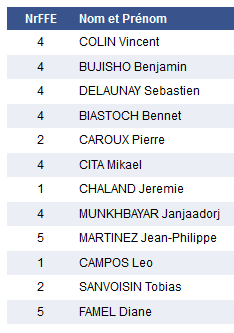 NrFFE Nom et Prénom
4 COLIN Vincent
4 BUJISHO Benjamin
4 DELAUNAY Sebastien
4 BIASTOCH Bennet
2 CAROUX Pierre
4 CITA Mikael
1 CHALAND Jeremie
4 MUNKHBAYAR Janjaadorj
5 MARTINEZ Jean-Philippe
1 CAMPOS Leo
2 SANVOISIN Tobias
5 FAMEL Diane